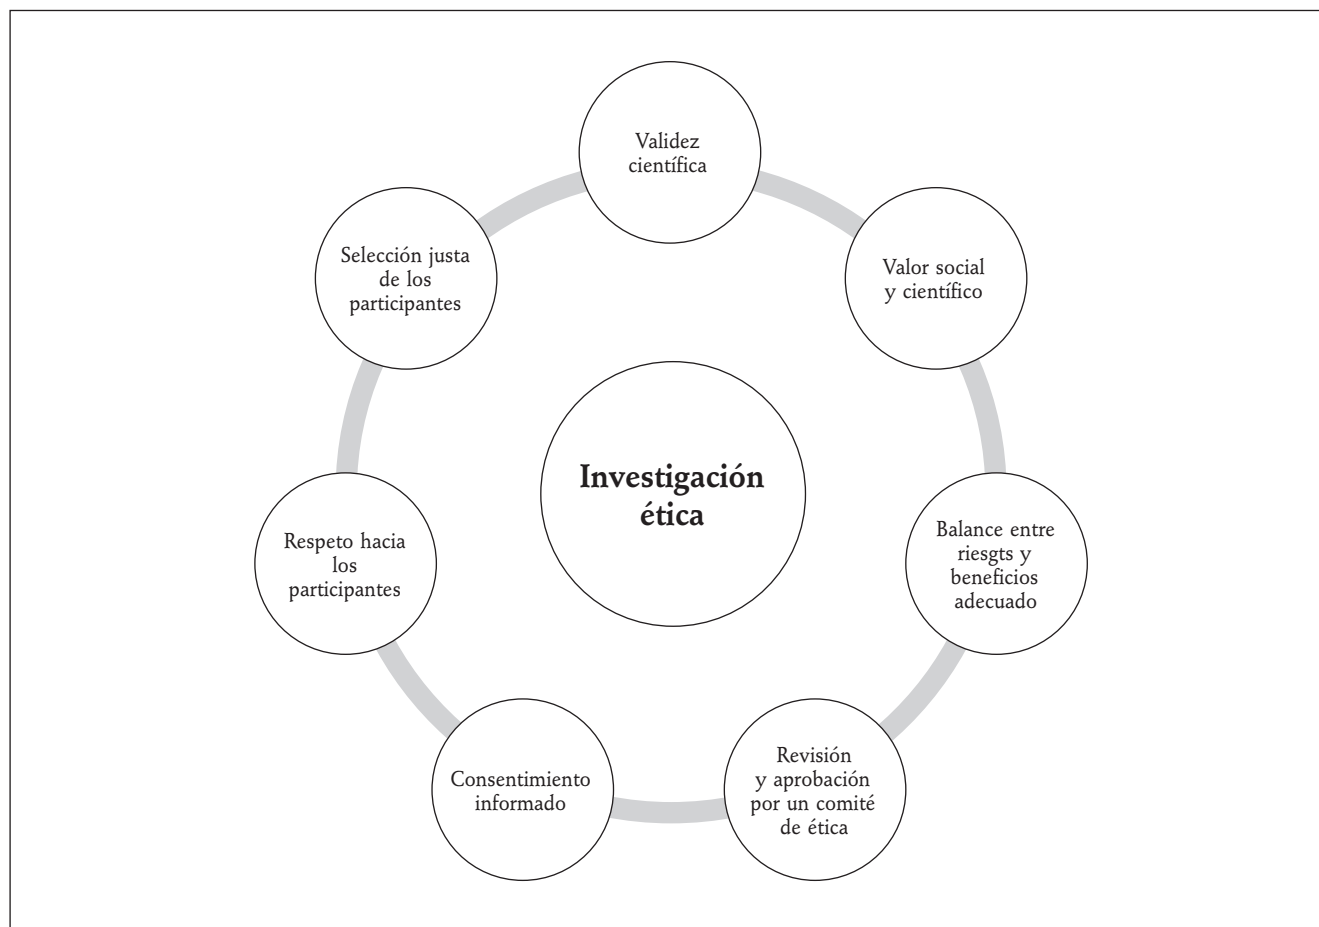 Validez
científica
Valor social
y científico
Balance entre
riesgts y
beneficios
adecuado
Revisión
y aprobación
por un comité
de ética
Consentimiento
informado
Respeto hacia
los
participantes
Selección justa
de los
participantes
Investigación
ética